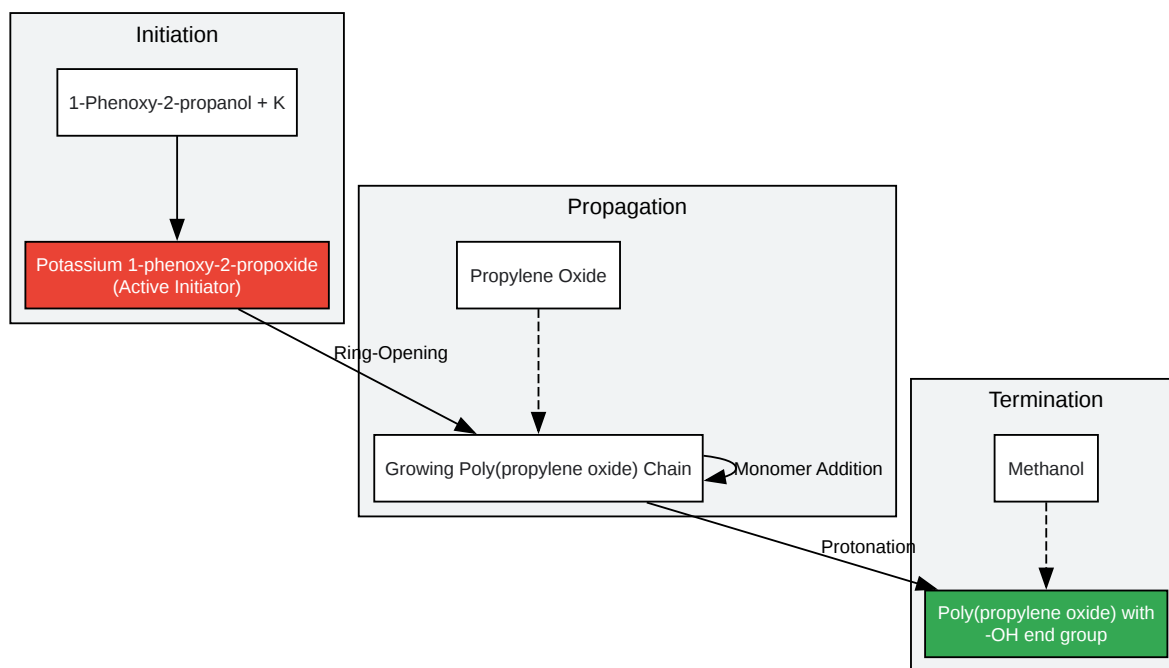 Initiation
1-Phenoxy-2-propanol + K
Potassium 1-phenoxy-2-propoxide
(Active Initiator)
Ring-Opening
Propagation
Propylene Oxide
Growing Poly(propylene oxide) Chain
Monomer Addition
Protonation
Termination
Methanol
Poly(propylene oxide) with
-OH end group